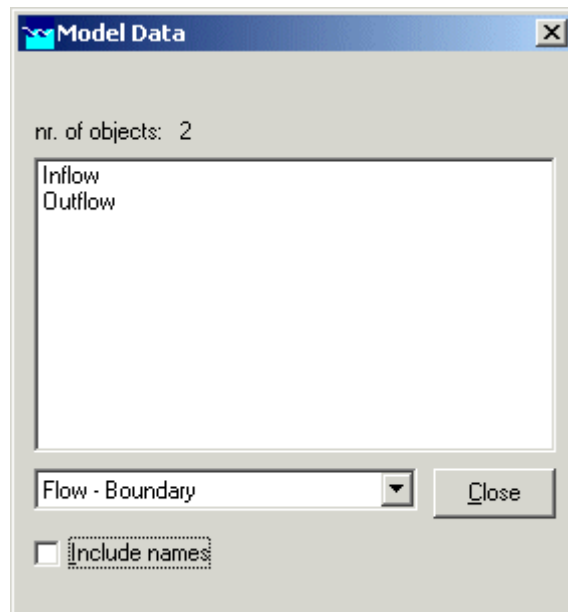 Model Data
nr. of objects: 2
Inflow
Outflow
Flow - Boundary
Close
Include names